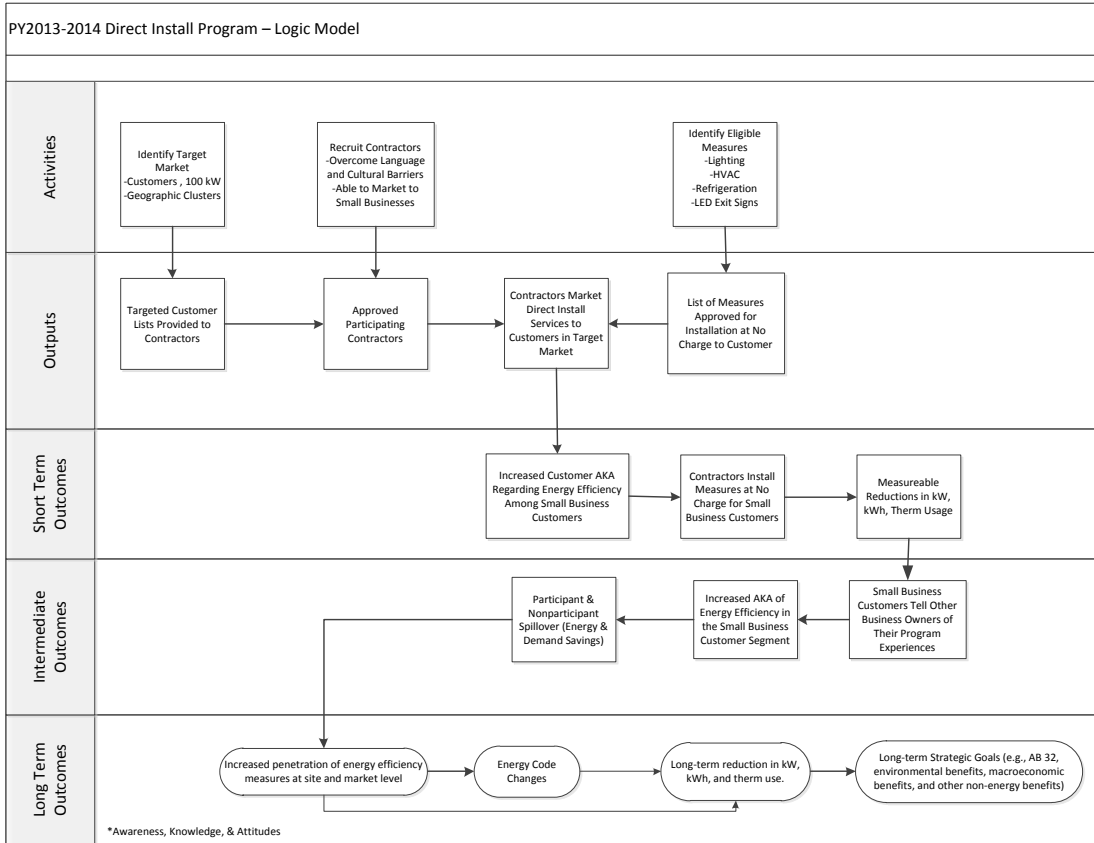 PY2013-2014 Direct Install Program – Logic Model
Activities
Identify Target
Market
-Customers , 100 kW
-Geographic Clusters
Recruit Contractors
-Overcome Language
and Cultural Barriers
-Able to Market to
Small Businesses
Identify Eligible
Measures
-Lighting
-HVAC
-Refrigeration
-LED Exit Signs
Outputs
Targeted Customer
Lists Provided to
Contractors
Approved
Participating
Contractors
Contractors Market
Direct Install
Services to
Customers in Target
Market
List of Measures
Approved for
Installation at No
Charge to Customer
Short Term
Outcomes
Increased Customer AKA
Regarding Energy Efficiency
Among Small Business
Customers
Contractors Install
Measures at No
Charge for Small
Business Customers
Measureable
Reductions in kW,
kWh, Therm Usage
Intermediate
Outcomes
Participant &
Nonparticipant
Spillover (Energy &
Demand Savings)
Increased AKA of
Energy Efficiency in
the Small Business
Customer Segment
Small Business
Customers Tell Other
Business Owners of
Their Program
Experiences
Long Term
Outcomes
Increased penetration of energy efficiency
measures at site and market level
Energy Code
Changes
Long-term reduction in kW,
kWh, and therm use.
Long-term Strategic Goals (e.g., AB 32,
environmental benefits, macroeconomic
benefits, and other non-energy benefits)
*Awareness, Knowledge, & Attitudes